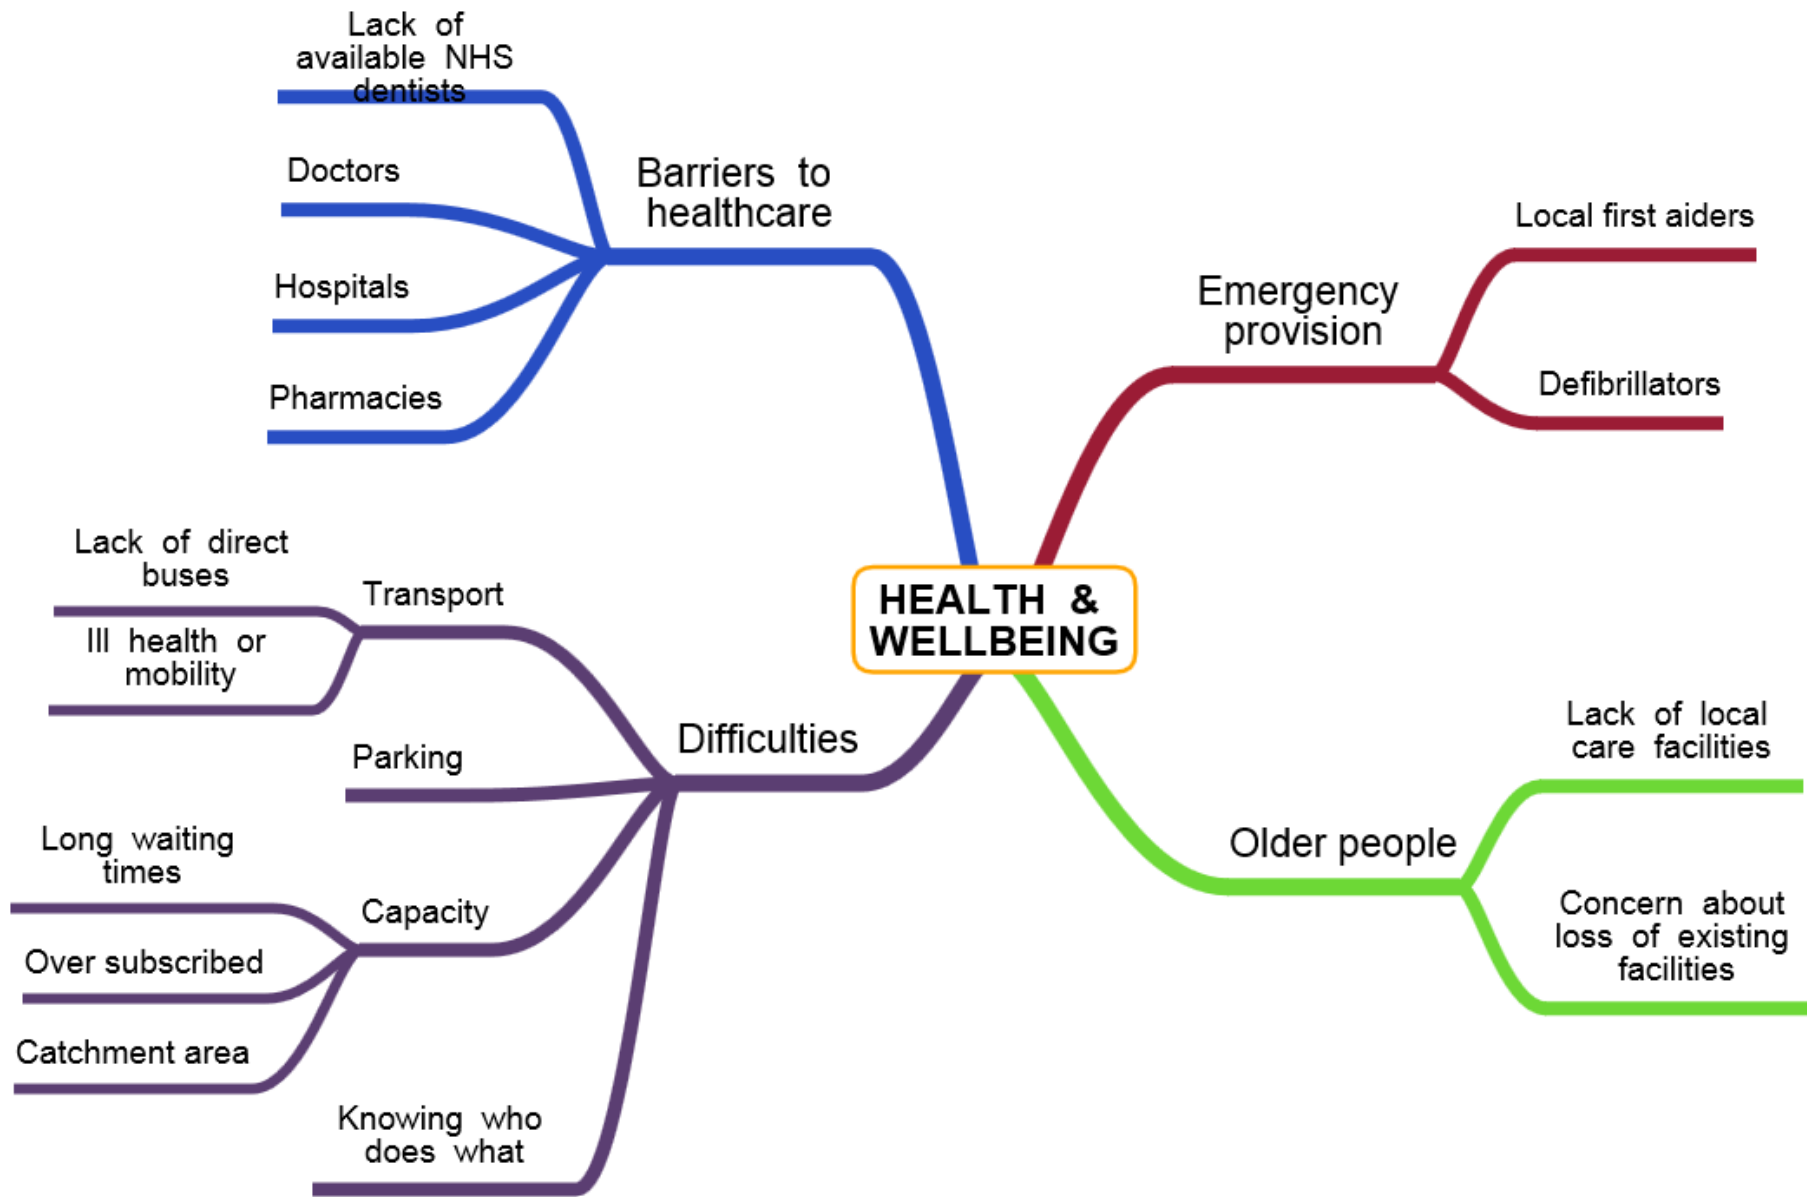 Lack of
available NHS
dentists
Doctors
Hospitals
Pharmacies
Barriers to
healthcare
Emergency
provision
Local first aiders
Defibrillators
HEALTH &
WELLBEING
Lack of direct
buses
Ill health or
mobility
Transport
Parking
Difficulties
Long waiting
times
Over subscribed
Catchment area
Capacity
Knowing who
does what
Older people
Lack of local
care facilities
Concern about
loss of existing
facilities